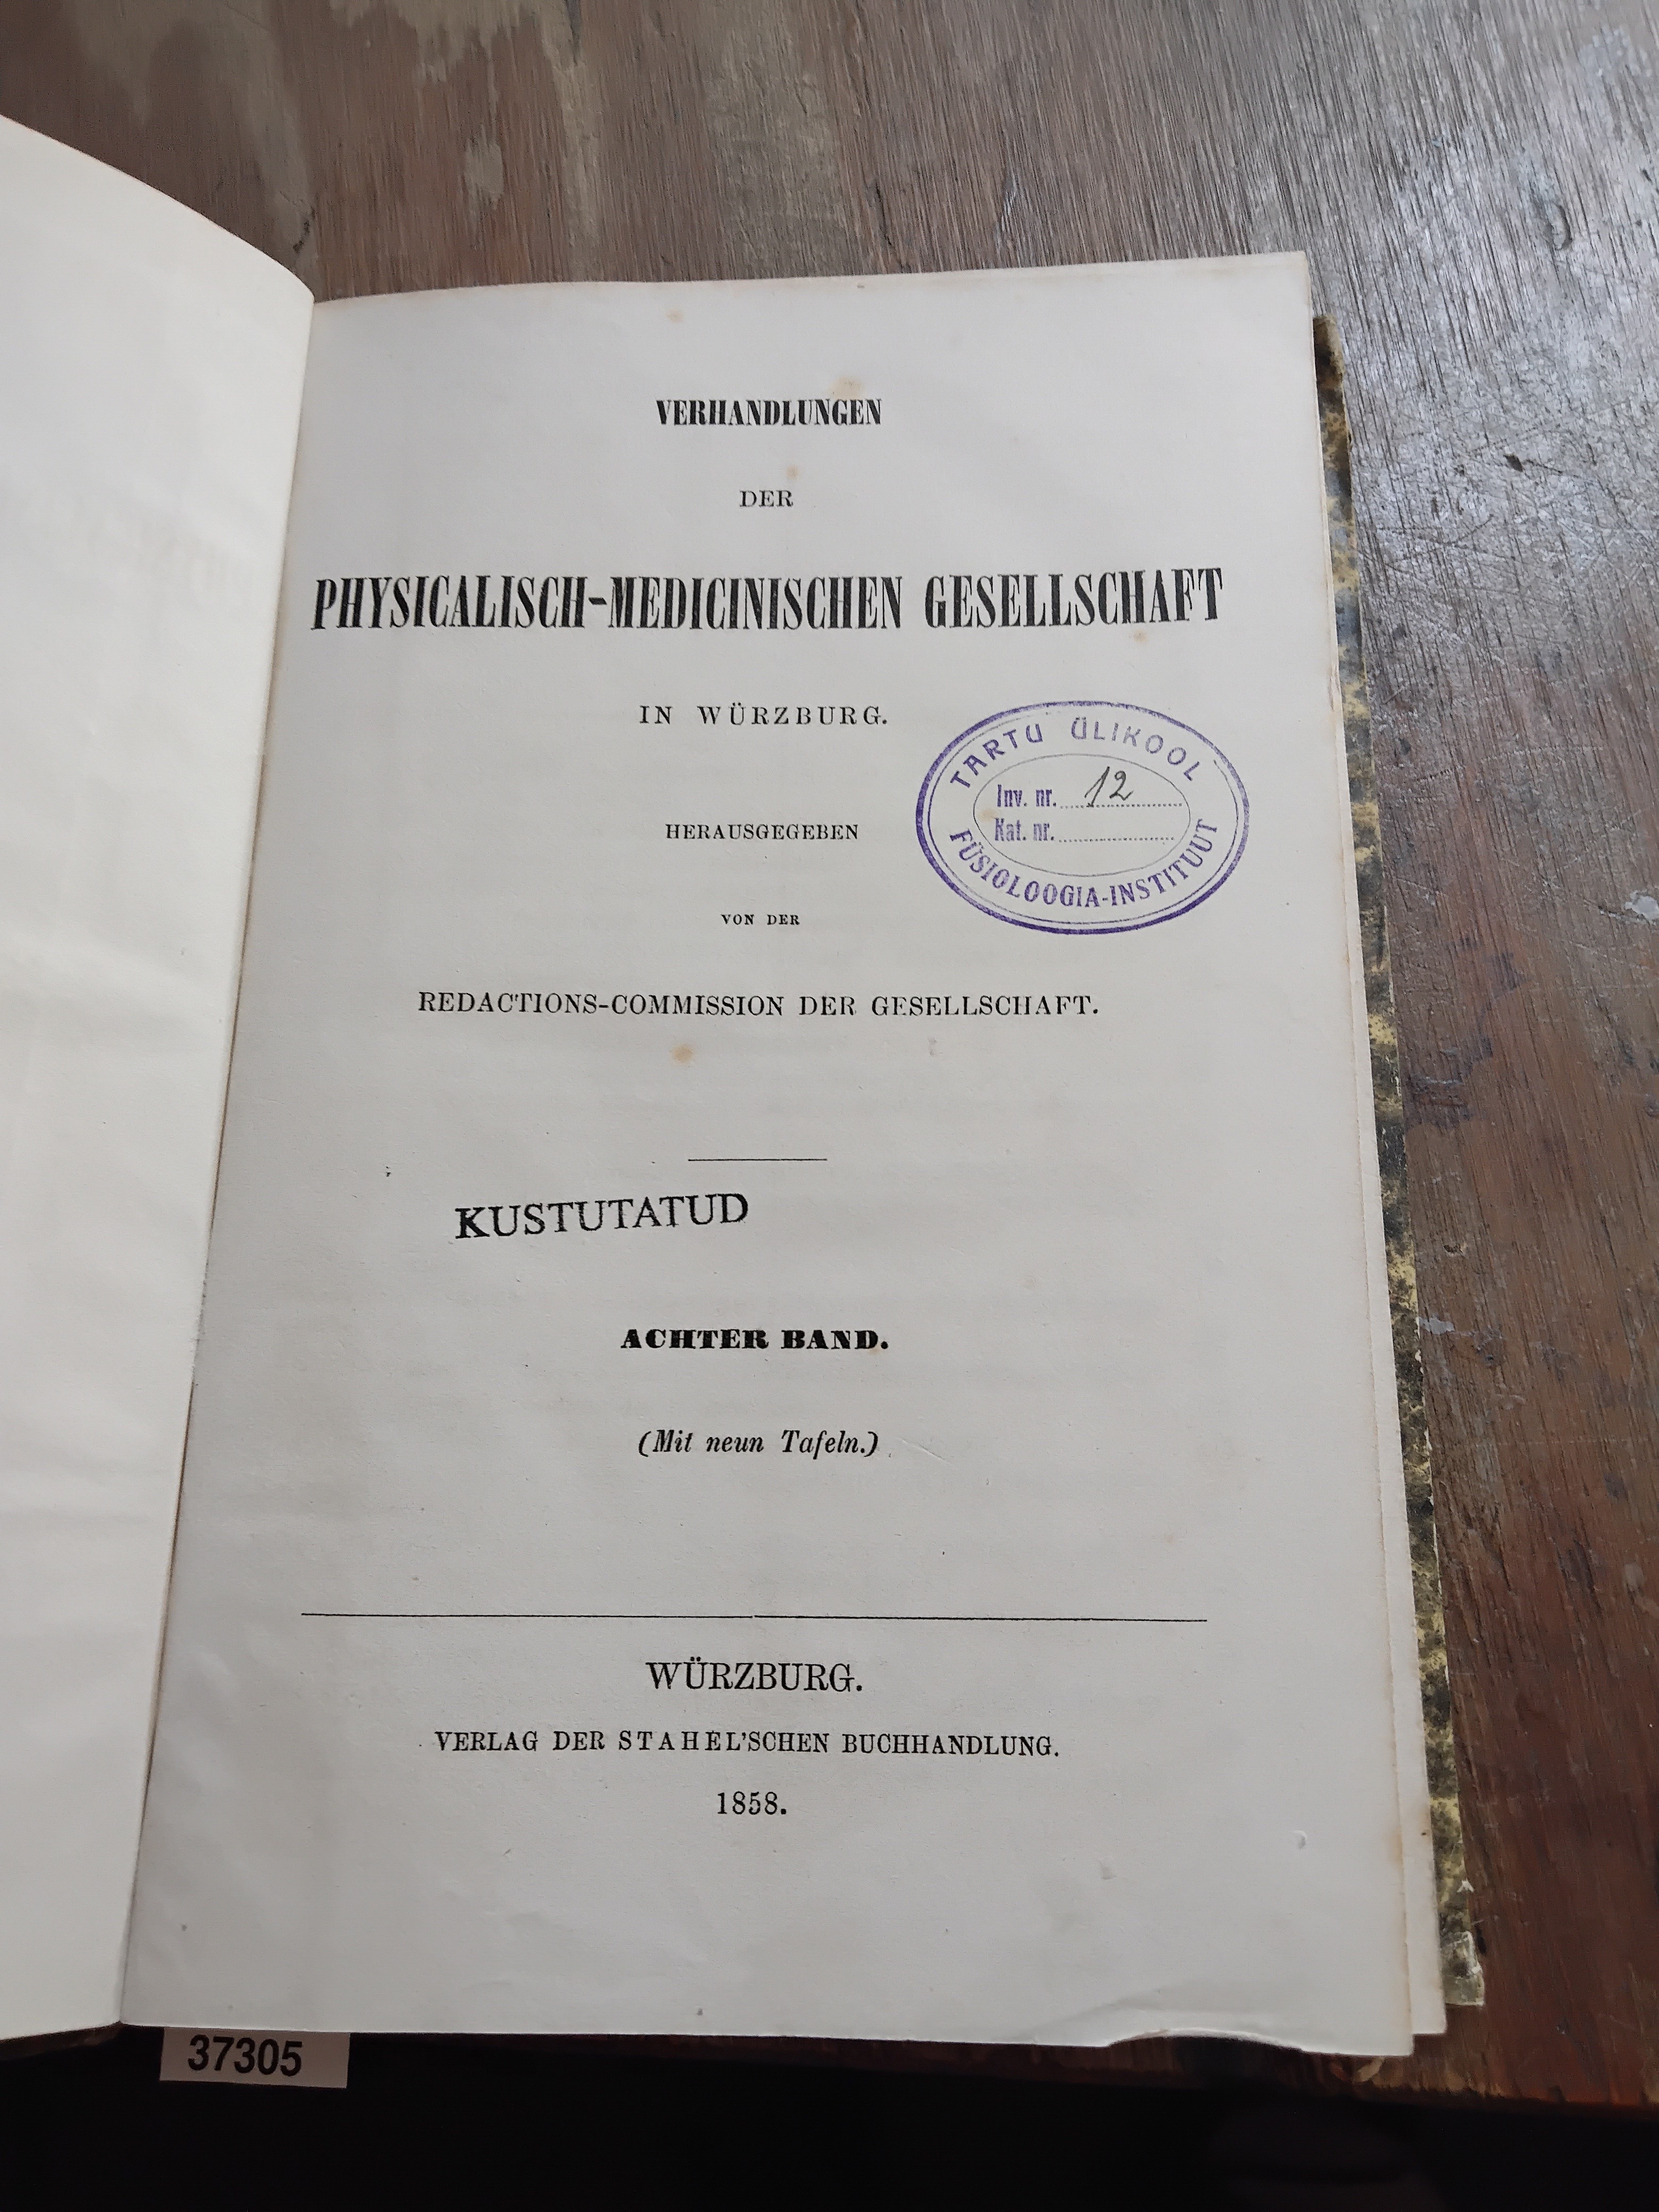 VERHANDLUNGEN
DER
PHYSICALISCH-MEDICINISCHEN GESELLSCHAFT
IN WÜRZBURG.
TARTU ÜLIKOOL
Inv. nr. 12
Kat. nr.
FÜSIOLOOGIA-INSTITUUT
HERAUSGEGEBEN
VON DER
REDACTIONS-COMMISSION DER GESELLSCHAFT.
KUSTUTATUD
ACHTER BAND.
(Mit neun Tafeln.)
WÜRZBURG.
VERLAG DER STAHEL'SCHEN BUCHHANDLUNG.
1858.
37305